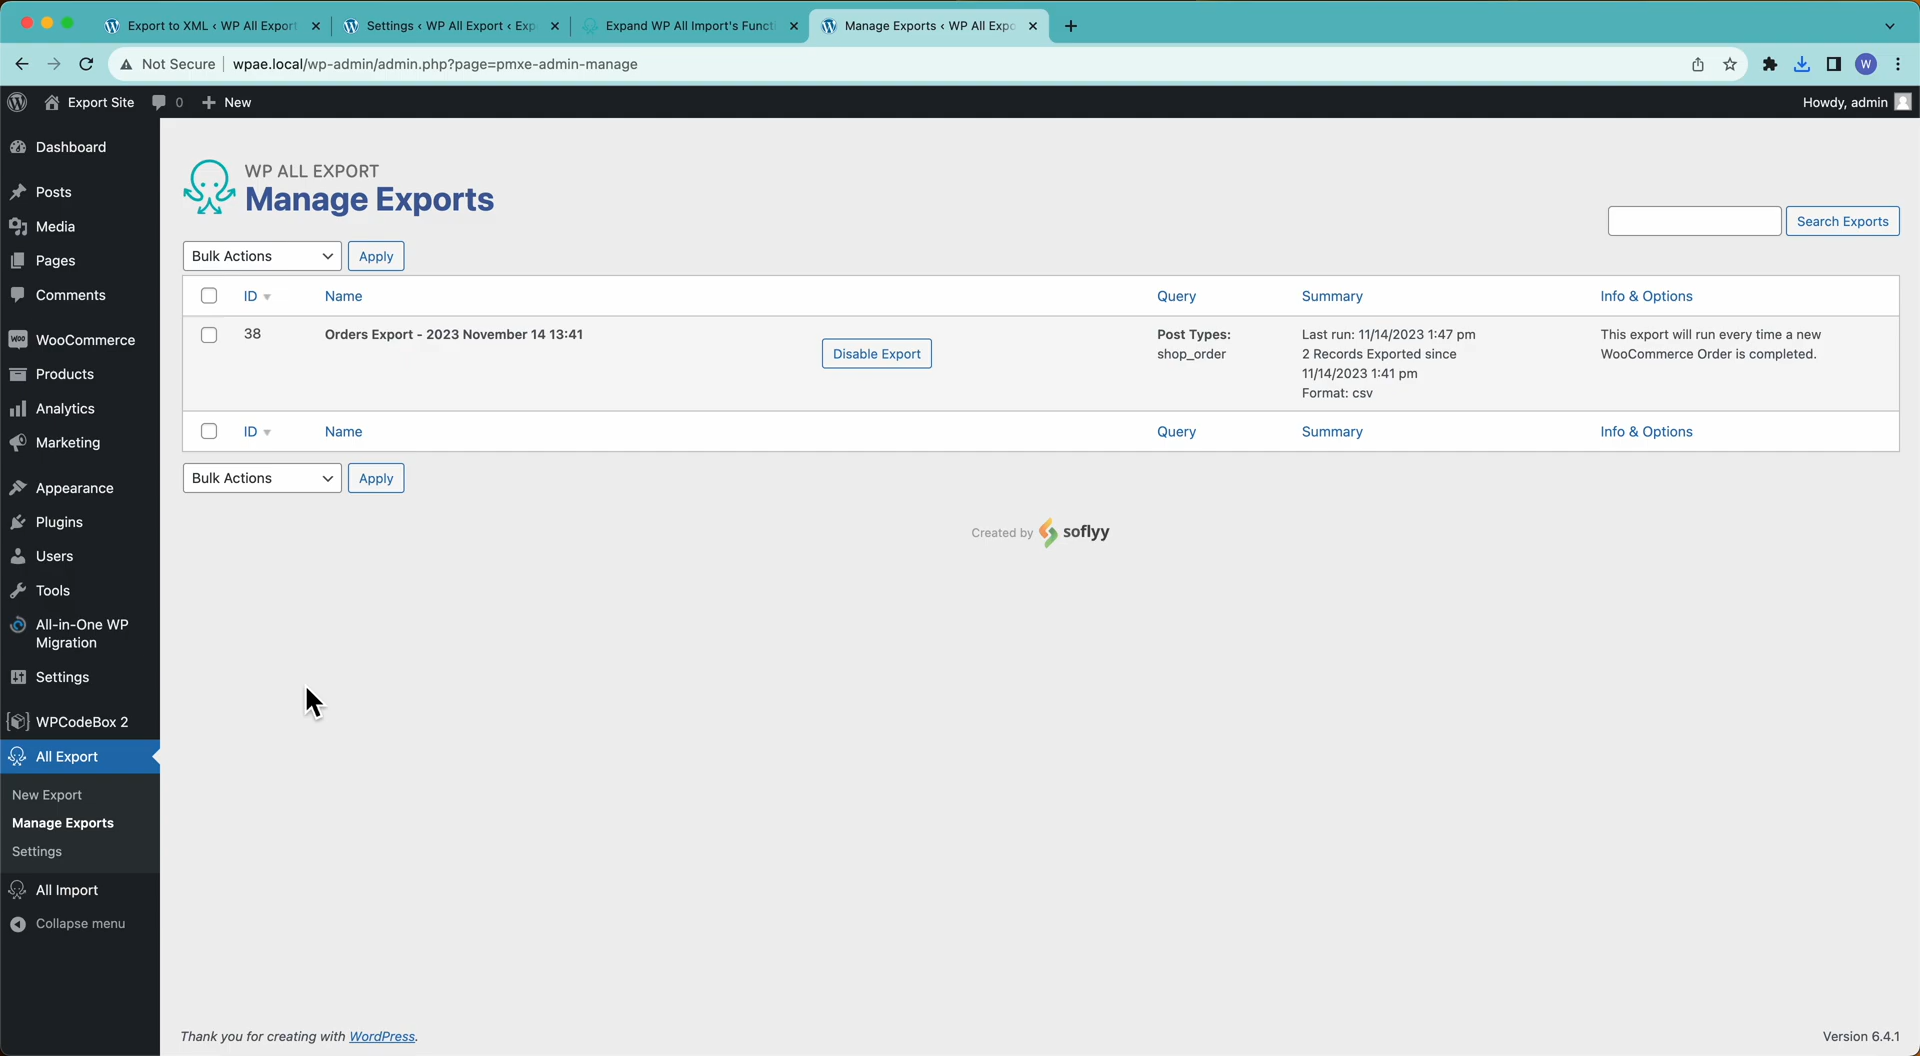 Export to XML ‹ WP All Export
Settings ‹ WP All Export ‹ Exp
Expand WP All Import's Functi
Manage Exports ‹ WP All Expo
Not Secure
wpae.local/wp-admin/admin.php?page=pmxe-admin-manage
W
Export Site
0
New
Howdy, admin
Dashboard
Posts
Media
Pages
Comments
WooCommerce
Products
Analytics
Marketing
Appearance
Plugins
Users
Tools
All-in-One WP
Migration
Settings
WPCodeBox 2
All Export
New Export
Manage Exports
Settings
All Import
Collapse menu
WP ALL EXPORT
Manage Exports
Search Exports
Bulk Actions
Apply
ID
Name
Query
Summary
Info & Options
38
Orders Export - 2023 November 14 13:41
Disable Export
Post Types:
shop_order
Last run: 11/14/2023 1:47 pm
2 Records Exported since
11/14/2023 1:41 pm
Format: csv
This export will run every time a new
WooCommerce Order is completed.
ID
Name
Query
Summary
Info & Options
Bulk Actions
Apply
Created by soflyy
Thank you for creating with WordPress.
Version 6.4.1